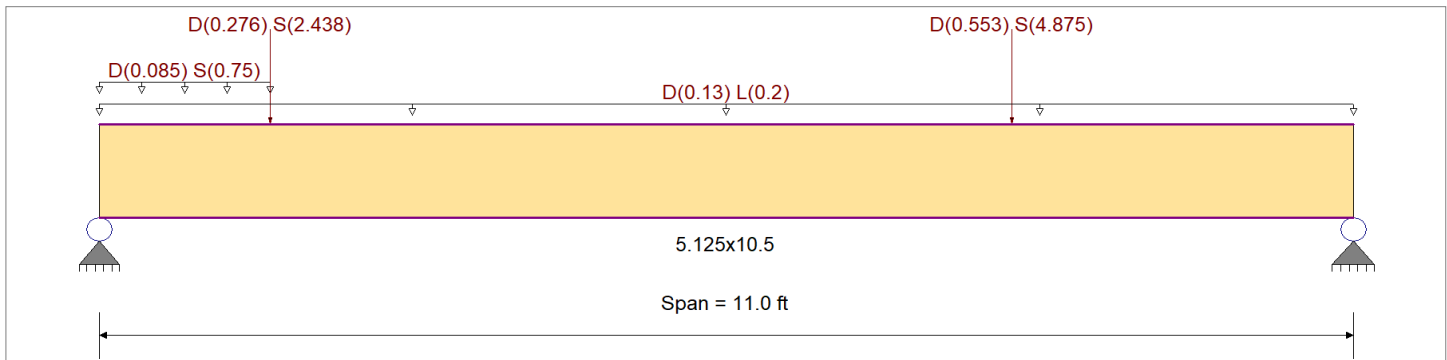 D(0.276) S(2.438)
D(0.553) S(4.875)
D(0.085) S(0.75)
D(0.13) L(0.2)
5.125x10.5
Span = 11.0 ft